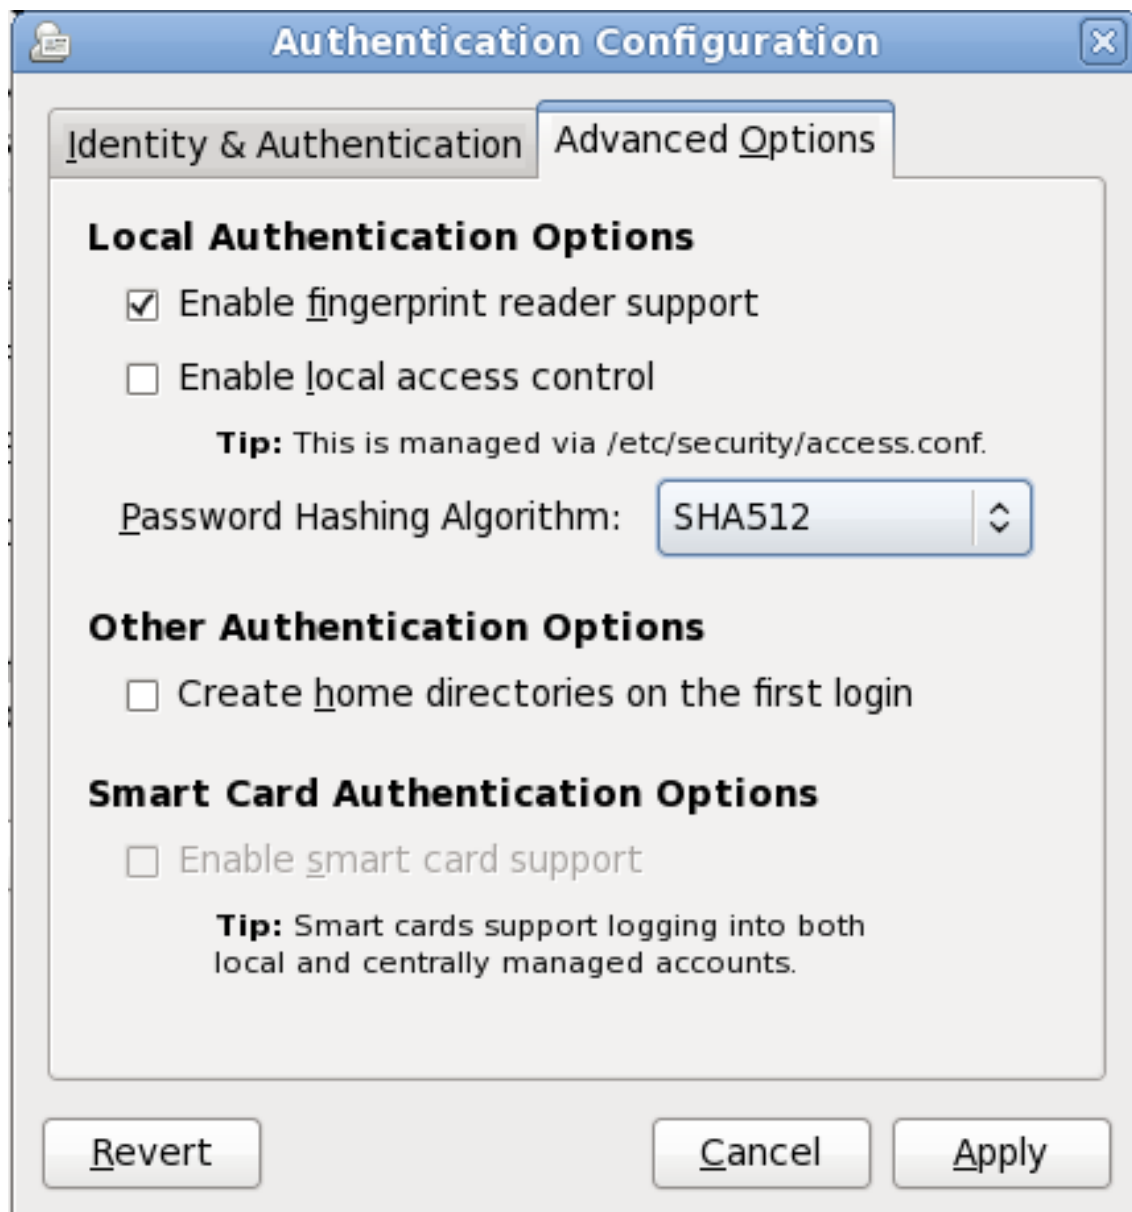 Authentication Configuration
Identity & Authentication
Advanced Options
Local Authentication Options
Enable fingerprint reader support
Enable local access control
Tip: This is managed via /etc/security/access.conf.
Password Hashing Algorithm: SHA512
Other Authentication Options
Create home directories on the first login
Smart Card Authentication Options
Enable smart card support
Tip: Smart cards support logging into both
local and centrally managed accounts.
Revert
Cancel
Apply